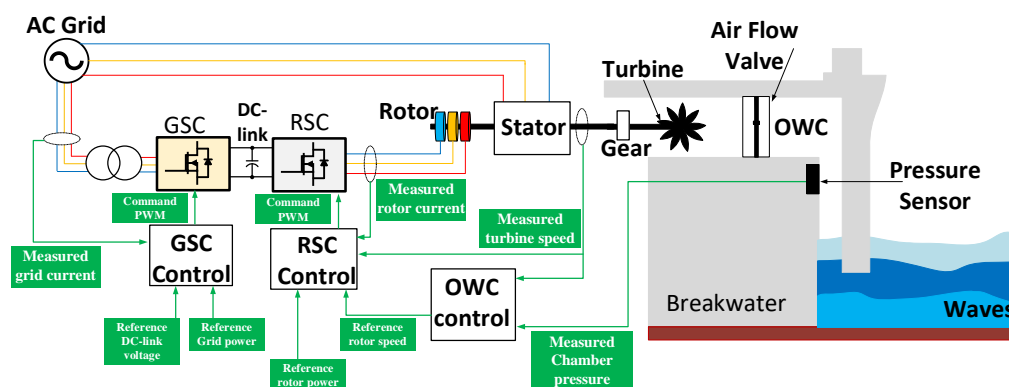 AC Grid
Air Flow
Valve
Turbine
GSC
DC-
link
RSC
Rotor
Stator
OWC
Gear
Pressure
Sensor
Command
PWM
Command
PWM
Measured
rotor current
Measured
turbine speed
Measured
grid current
GSC
Control
RSC
Control
OWC
control
Breakwater
Waves
Reference
DC-link
voltage
Reference
Grid power
Reference
rotor speed
Reference
rotor power
Measured
Chamber
pressure